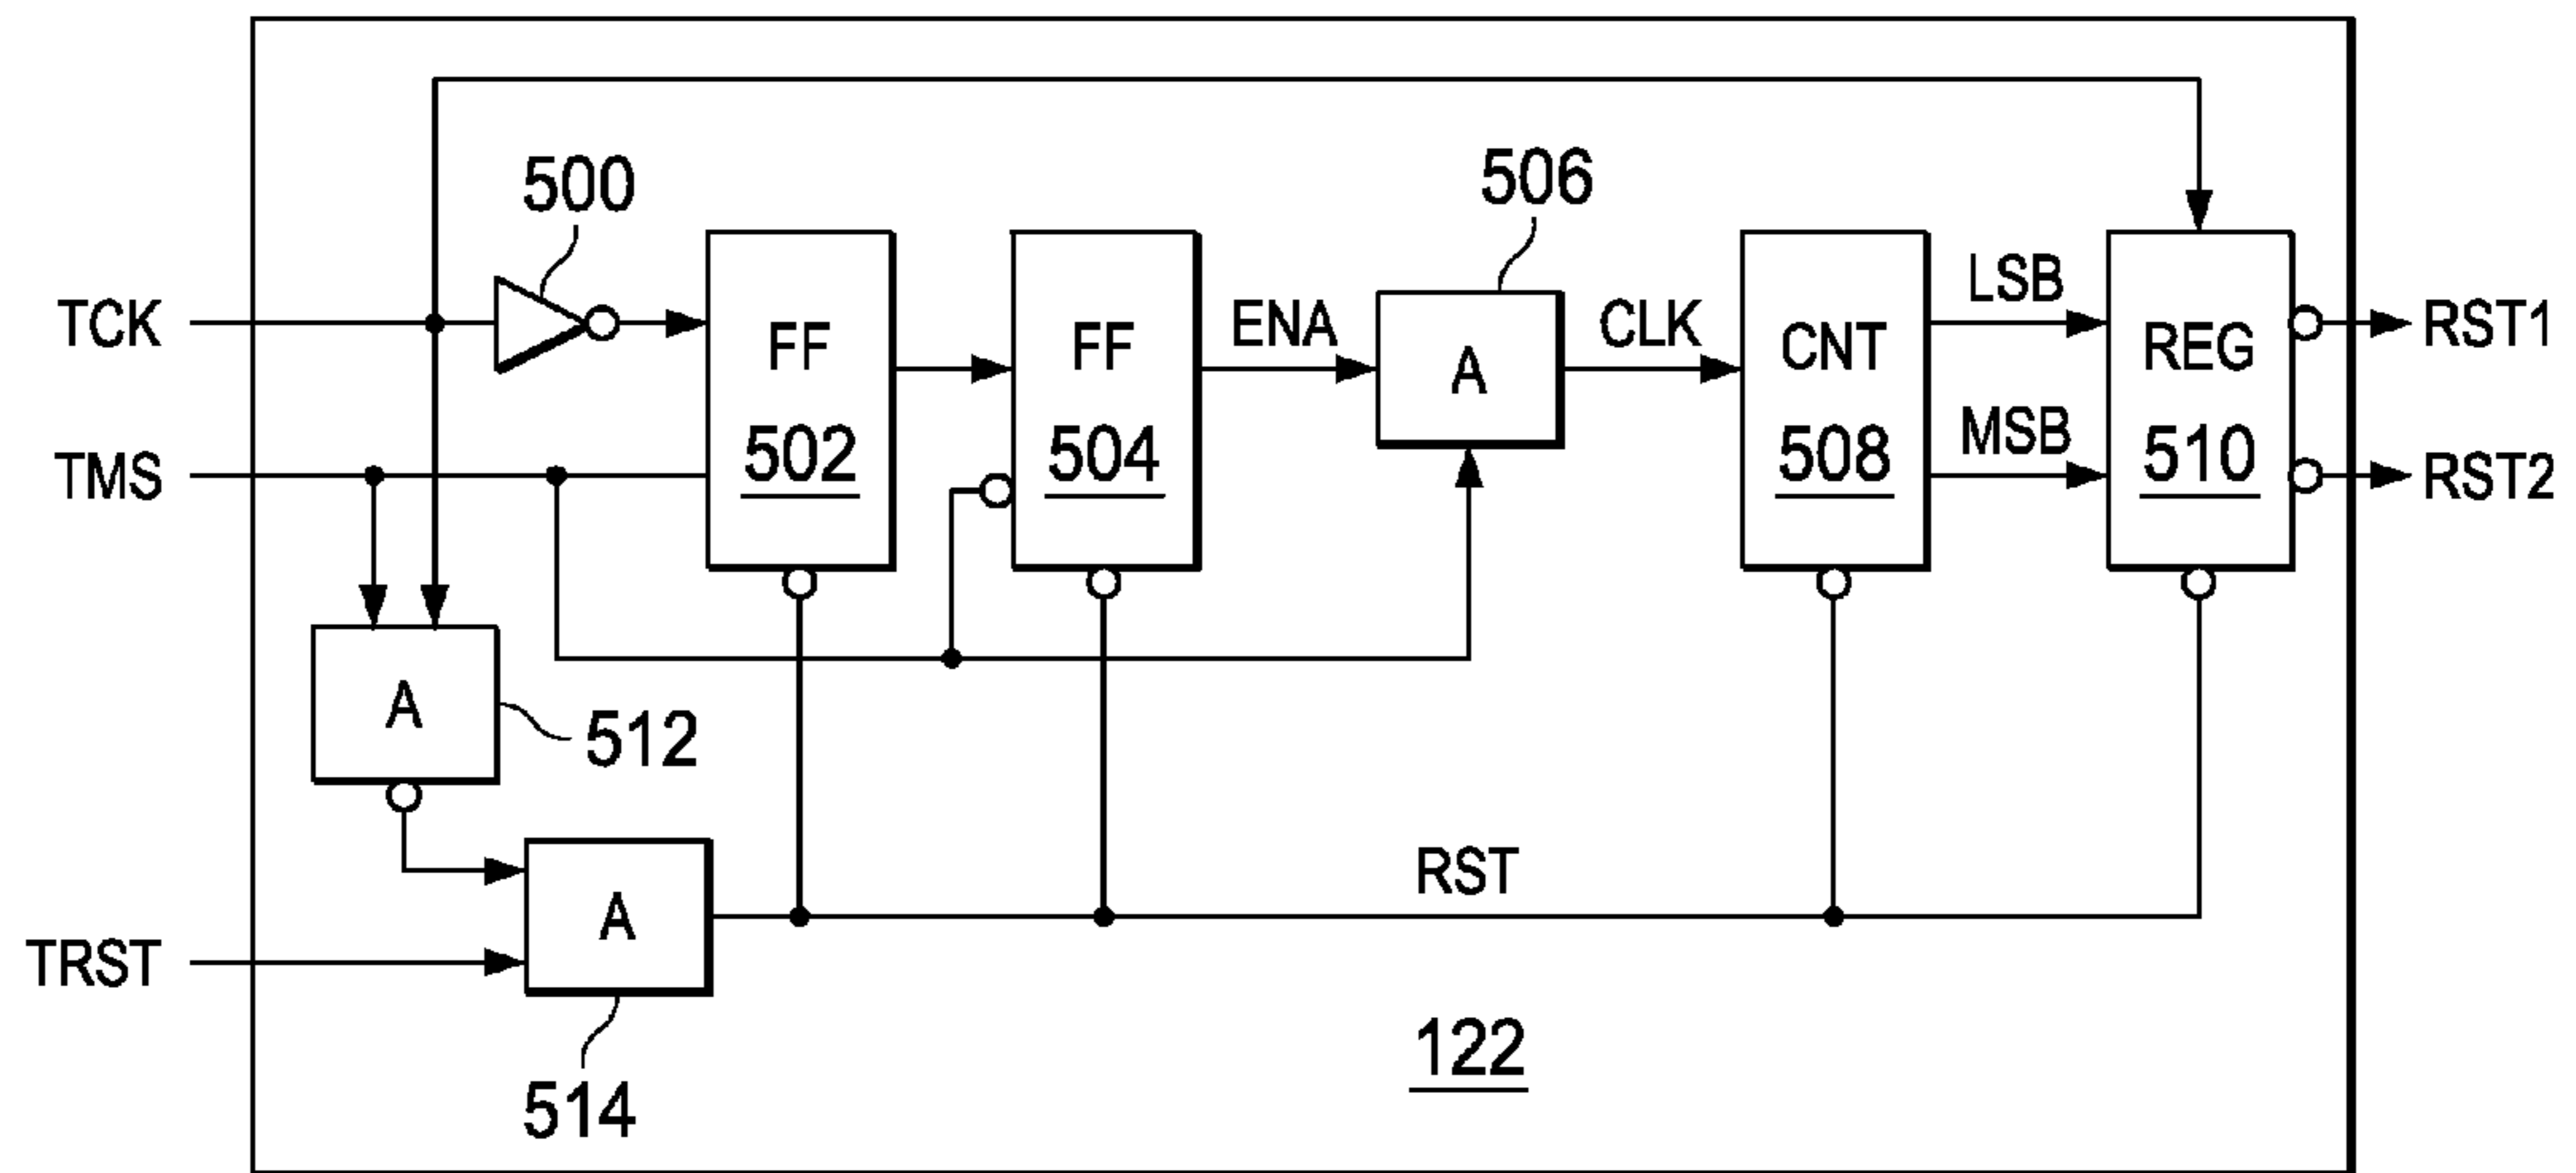 500
506
TCK
FF
502
FF
504
ENA
A
CLK
CNT
508
LSB
MSB
REG
510
RST1
TMS
RST2
A
512
TRST
A
514
RST
122